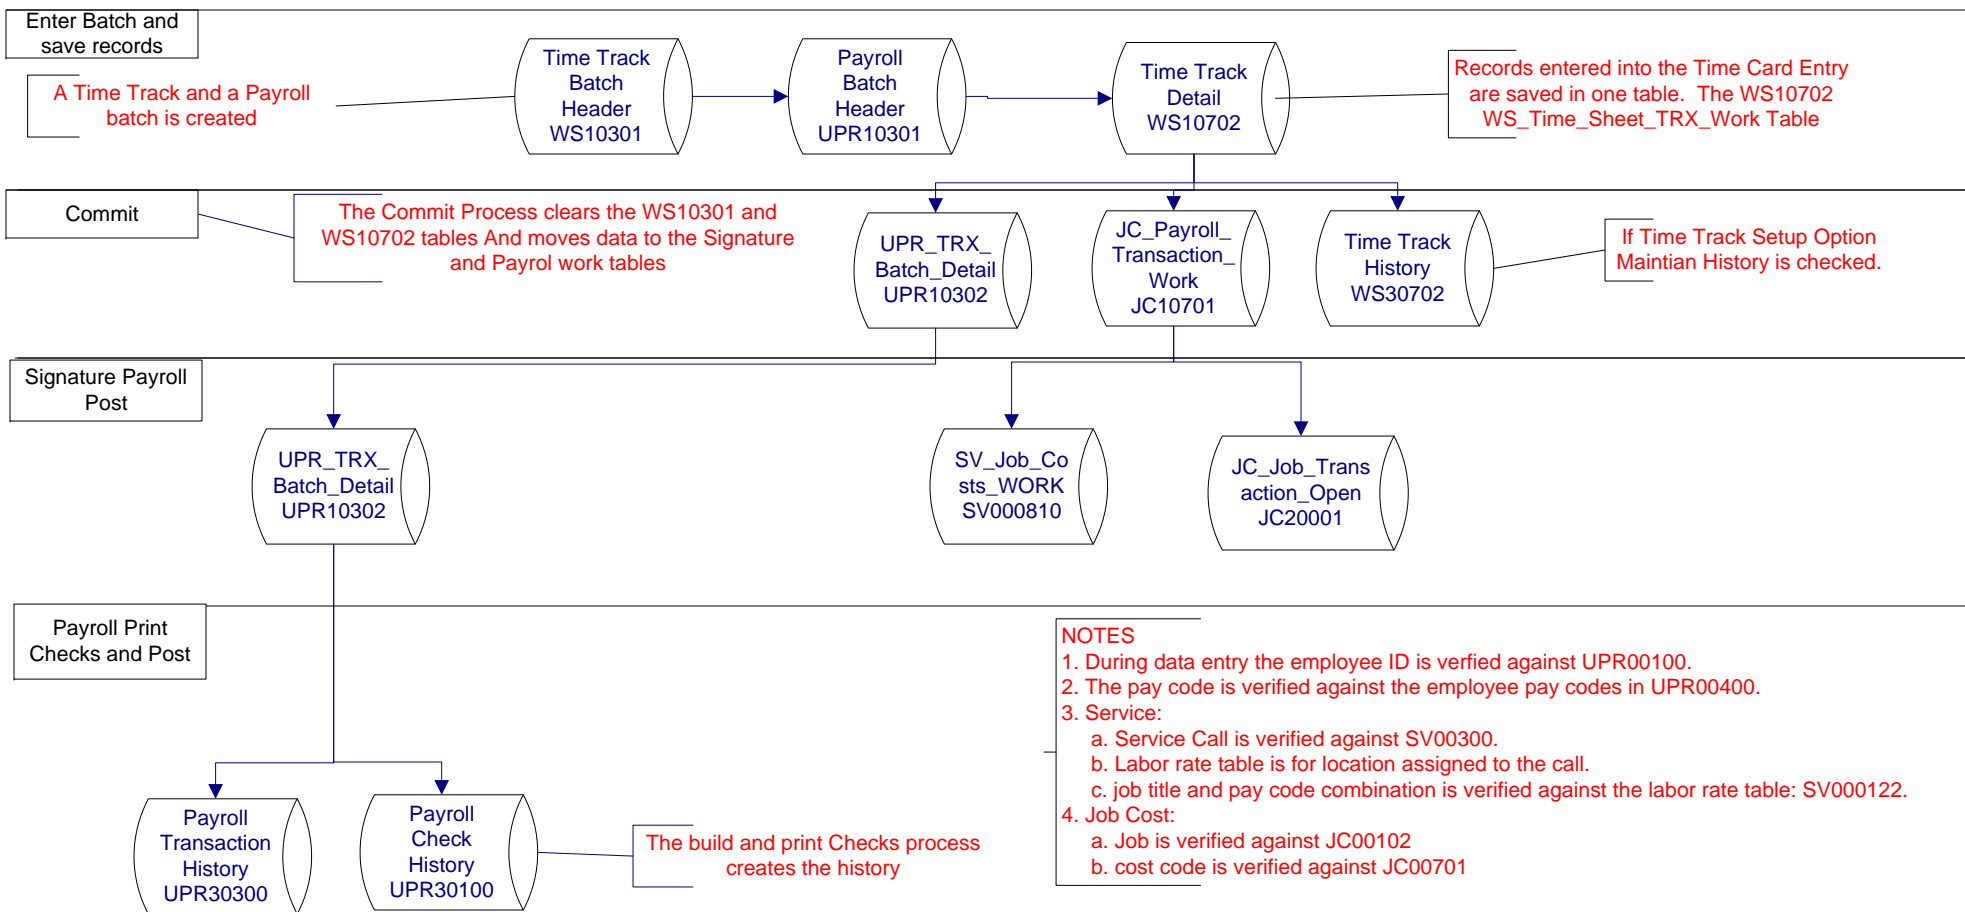 Enter Batch and
save records
A Time Track and a Payroll
batch is created
Time Track
Batch
Header
WS10301
Payroll
Batch
Header
UPR10301
Time Track
Detail
WS10702
Records entered into the Time Card Entry
are saved in one table.  The WS10702
WS_Time_Sheet_TRX_Work Table
Commit
The Commit Process clears the WS10301 and
WS10702 tables And moves data to the Signature
and Payrol work tables
UPR_TRX_
Batch_Detail
UPR10302
JC_Payroll_
Transaction_
Work
JC10701
Time Track
History
WS30702
If Time Track Setup Option
Maintian History is checked.
Signature Payroll
Post
UPR_TRX_
Batch_Detail
UPR10302
SV_Job_Co
sts_WORK
SV000810
JC_Job_Trans
action_Open
JC20001
Payroll Print
Checks and Post
Payroll
Transaction
History
UPR30300
Payroll
Check
History
UPR30100
The build and print Checks process
creates the history
NOTES
1. During data entry the employee ID is verfied against UPR00100.
2. The pay code is verified against the employee pay codes in UPR00400.
3. Service:
a. Service Call is verified against SV00300.
b. Labor rate table is for location assigned to the call.
c. job title and pay code combination is verified against the labor rate table: SV000122.
4. Job Cost:
a. Job is verified against JC00102
b. cost code is verified against JC00701